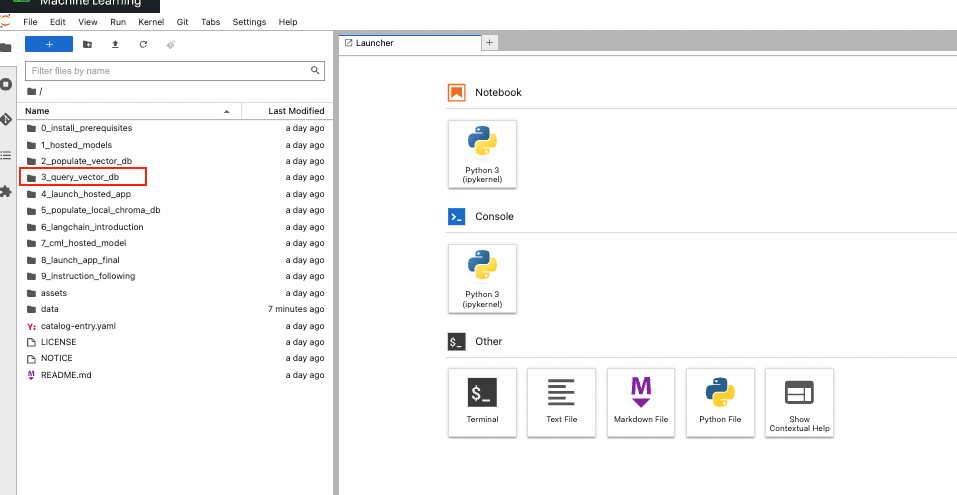 Machine Learning
File Edit View Run Kernel Git Tabs Settings Help
+
Launcher
+
Filter files by name
/
Name Last Modified
0_install_prerequisites a day ago
1_hosted_models a day ago
2_populate_vector_db a day ago
3_query_vector_db a day ago
4_launch_hosted_app a day ago
5_populate_local_chroma_db a day ago
6_langchain_introduction a day ago
7_cml_hosted_model a day ago
8_launch_app_final a day ago
9_instruction_following a day ago
assets a day ago
data 7 minutes ago
Y: catalog-entry.yaml a day ago
LICENSE a day ago
NOTICE a day ago
M README.md a day ago
Notebook
Python 3
(ipykernel)
>_ Console
Python 3
(ipykernel)
$_ Other
$_
Terminal
Text File
M
Markdown File
Python File
Show
Contextual Help